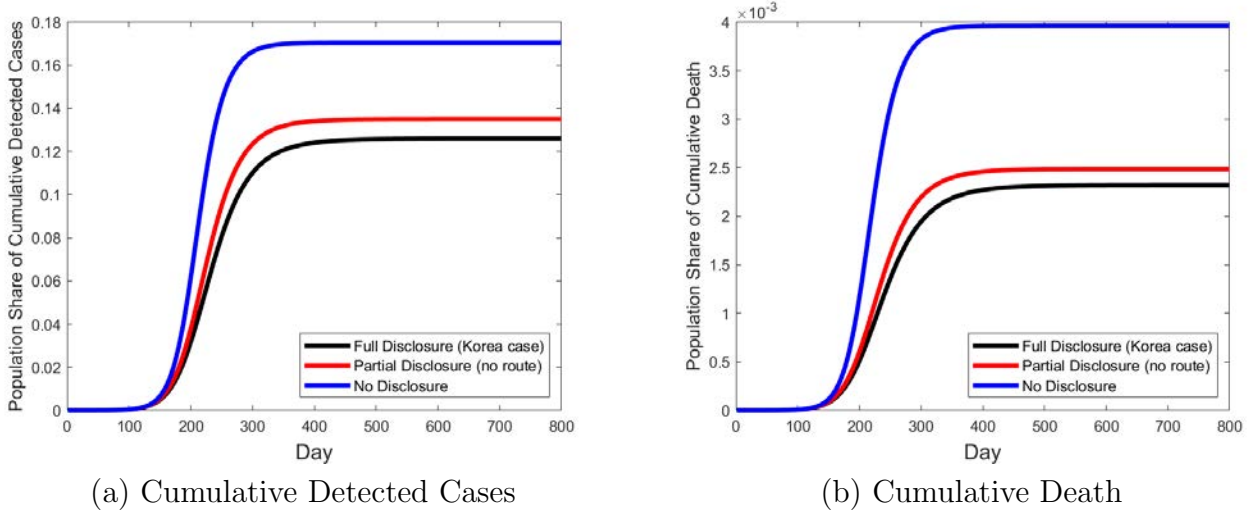 0.18
0.16
0.14
0.12
0.1
0.08
0.06
0.04
0.02
0
Population Share of Cumulative Detected Cases
0 100 200 300 400 500 600 700 800
Day
Full Disclosure (Korea case)
Partial Disclosure (no route)
No Disclosure
(a) Cumulative Detected Cases
×10⁻³
4
3.5
3
2.5
2
1.5
1
0.5
0
Population Share of Cumulative Death
0 100 200 300 400 500 600 700 800
Day
Full Disclosure (Korea case)
Partial Disclosure (no route)
No Disclosure
(b) Cumulative Death